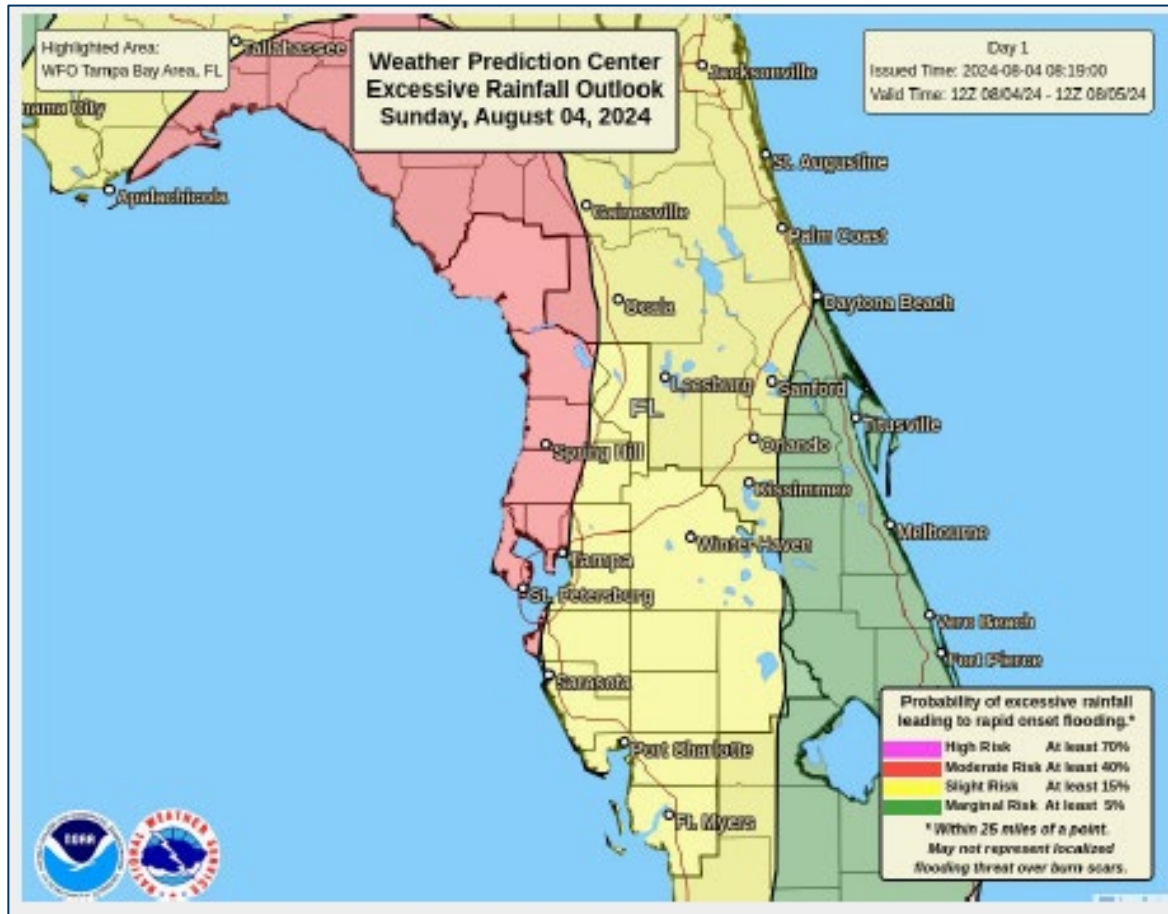 Highlighted Area:
WFO Tampa Bay Area, FL
Weather Prediction Center
Excessive Rainfall Outlook
Sunday, August 04, 2024
Day 1
Issued Time: 2024-08-04 08:19:00
Valid Time: 12Z 08/04/24 - 12Z 08/05/24
Tallahassee
Jacksonville
nama City
St. Augustine
Apalachicola
Gainesville
Palm Coast
Ocala
Daytona Beach
Leesburg
Sanford
FL
Titusville
Spring Hill
Orlando
Kissimmee
Melbourne
Winter Haven
Tampa
St. Petersburg
Vero Beach
Fort Pierce
Sarasota
Port Charlotte
Ft. Myers
Probability of excessive rainfall
leading to rapid onset flooding.*
High Risk At least 70%
Moderate Risk At least 40%
Slight Risk At least 15%
Marginal Risk At least 5%
* Within 25 miles of a point.
May not represent localized
flooding threat over burn scars.
NOAA
NATIONAL WEATHER SERVICE